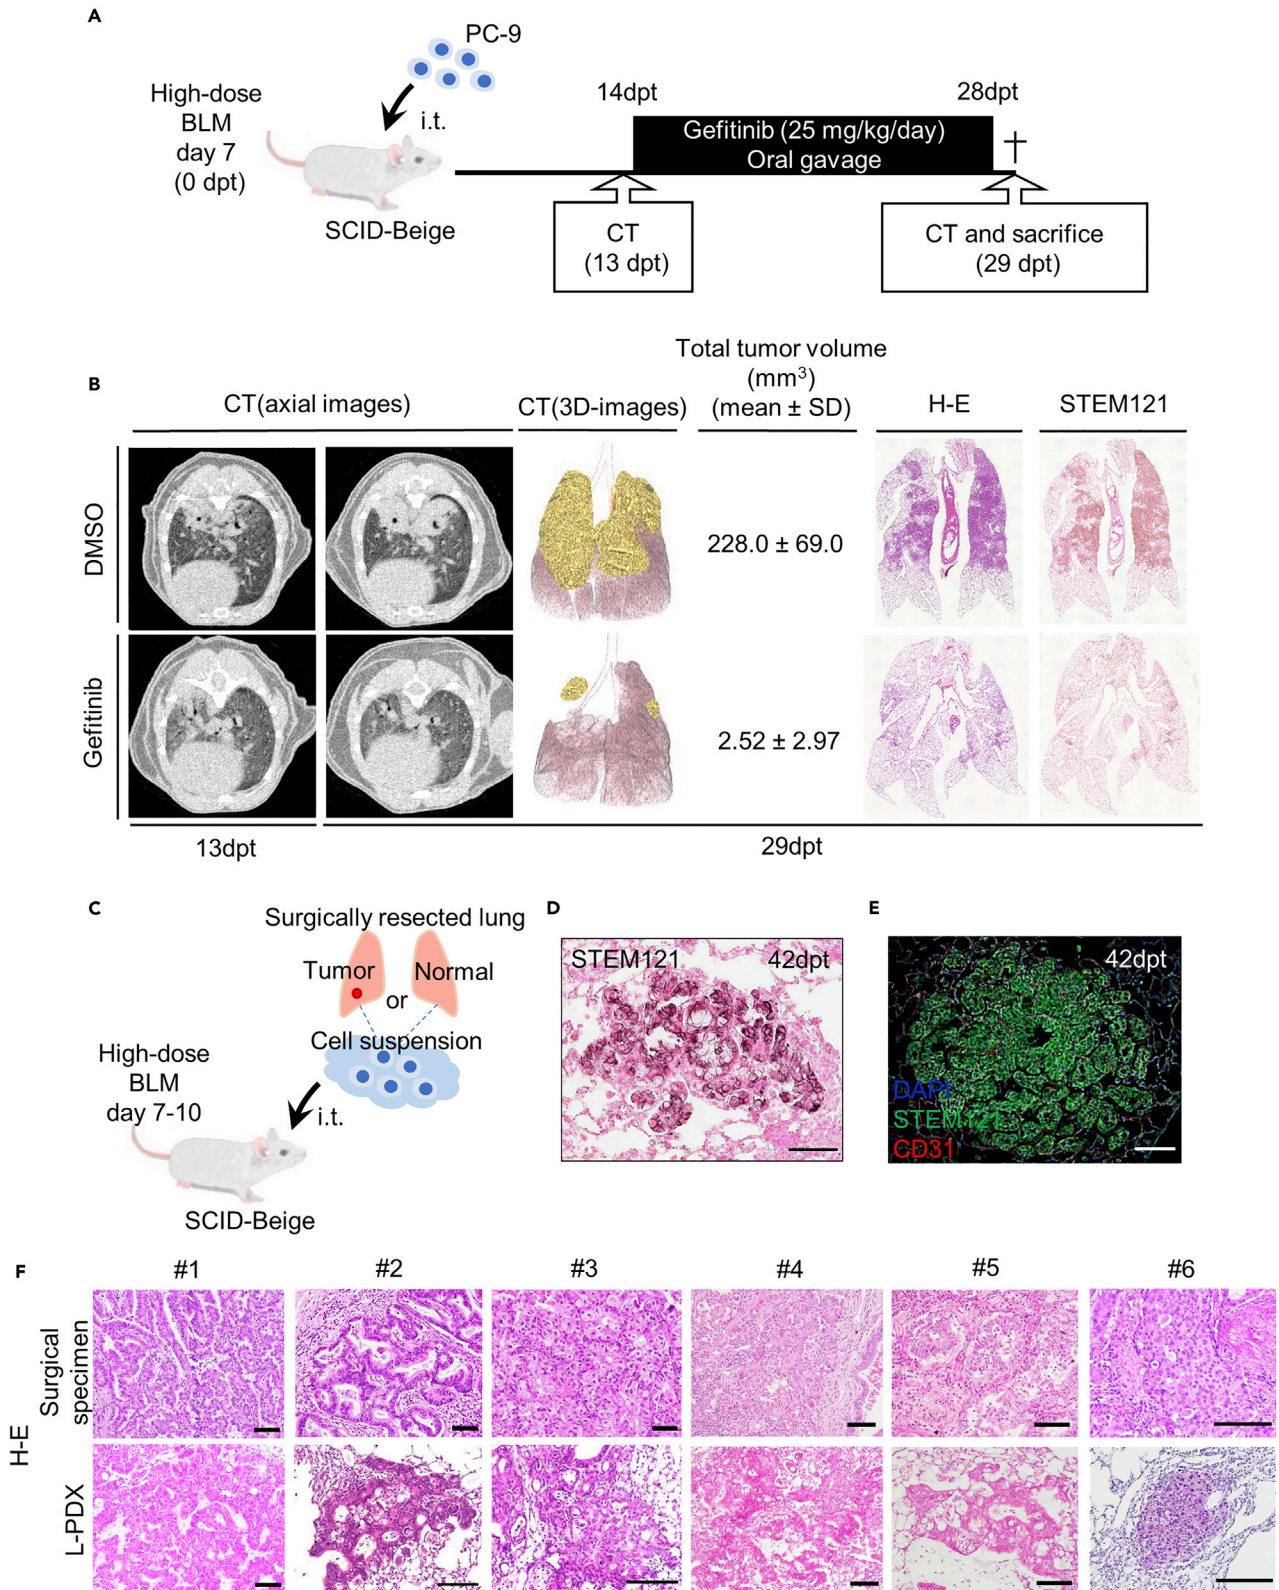 A
PC-9
High-dose
BLM
day 7
(0 dpt)
i.t.
SCID-Beige
14dpt
28dpt
Gefitinib (25 mg/kg/day)
Oral gavage
†
CT
(13 dpt)
CT and sacrifice
(29 dpt)
B
CT(axial images)
CT(3D-images)
Total tumor volume
(mm³)
(mean ± SD)
H-E
STEM121
DMSO
228.0 ± 69.0
Gefitinib
2.52 ± 2.97
13dpt
29dpt
C
Surgically resected lung
Tumor
Normal
or
Cell suspension
High-dose
BLM
day 7-10
i.t.
SCID-Beige
D
STEM121
42dpt
E
42dpt
DAPI
STEM121
CD31
F
#1
#2
#3
#4
#5
#6
H-E
Surgical
specimen
L-PDX